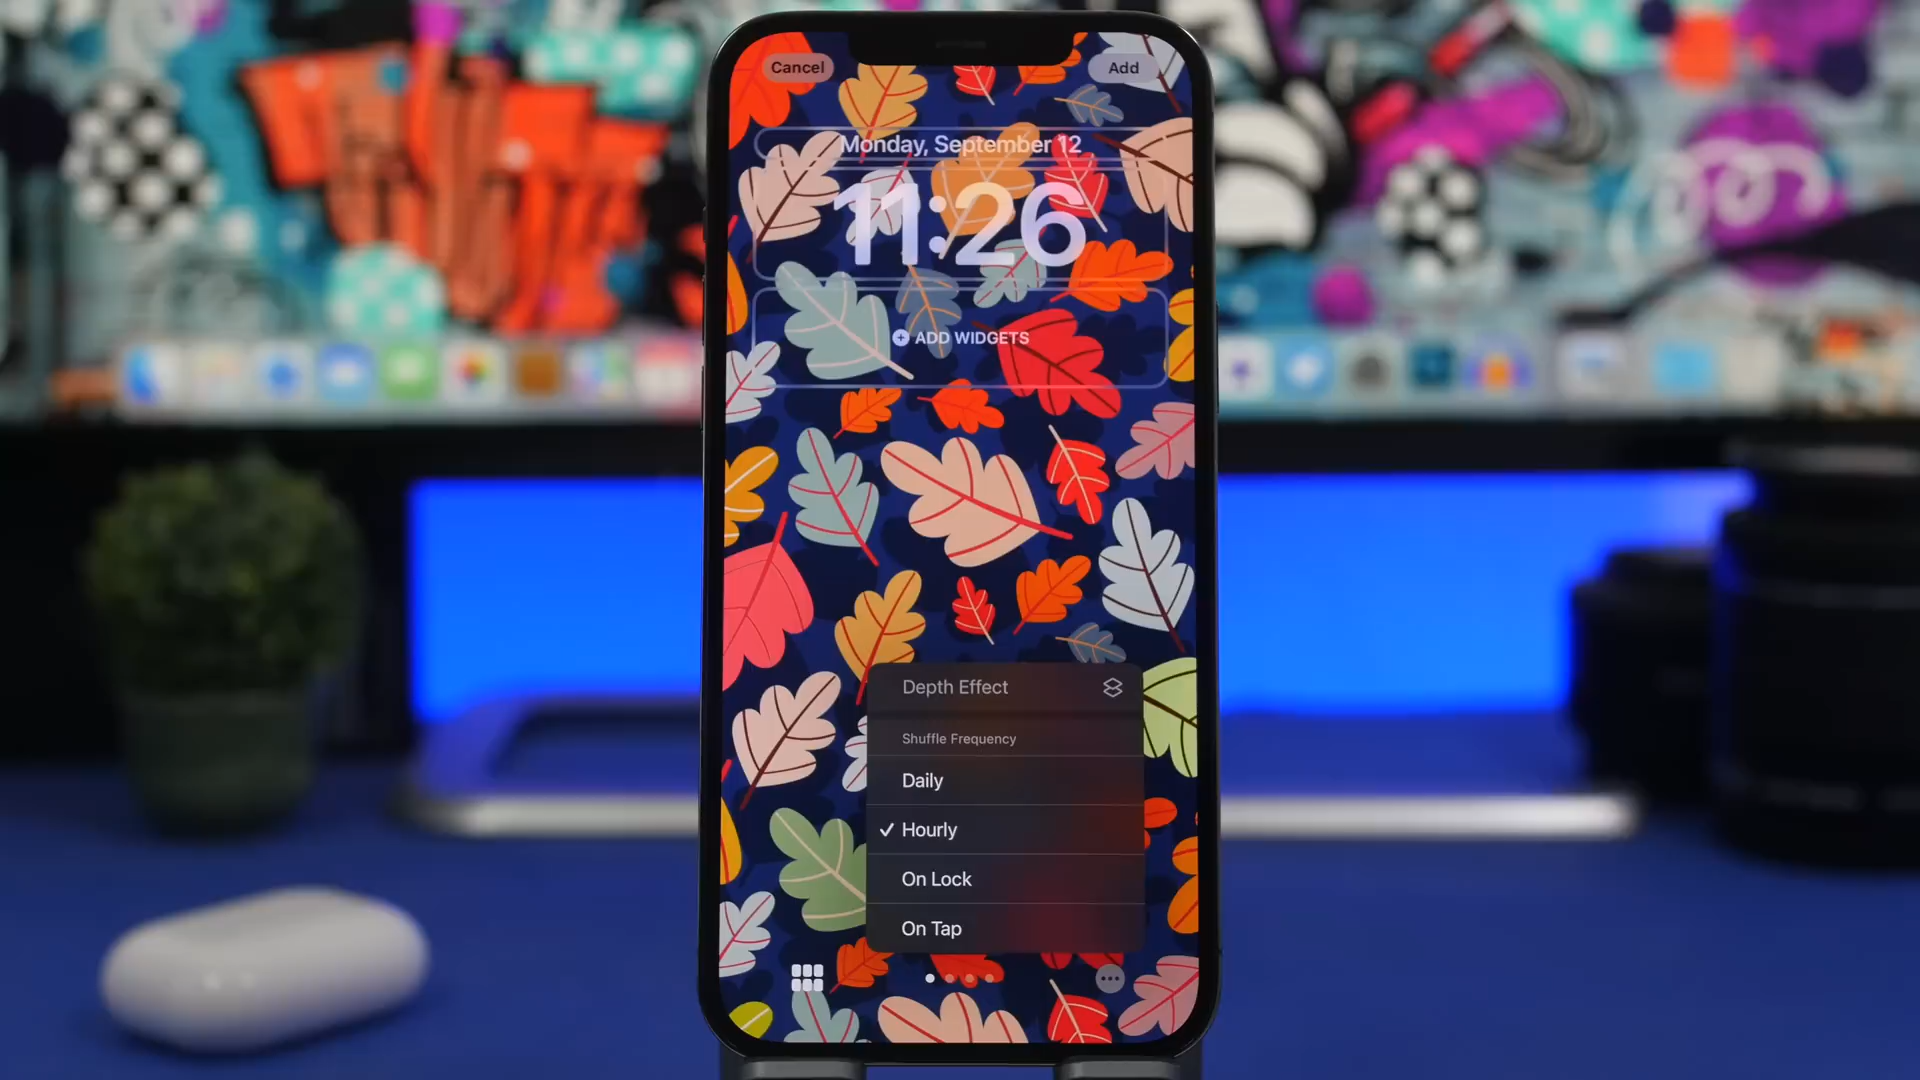 Cancel
Add
Monday, September 12
11:26
ADD WIDGETS
Depth Effect
Shuffle Frequency
Daily
Hourly
On Lock
On Tap